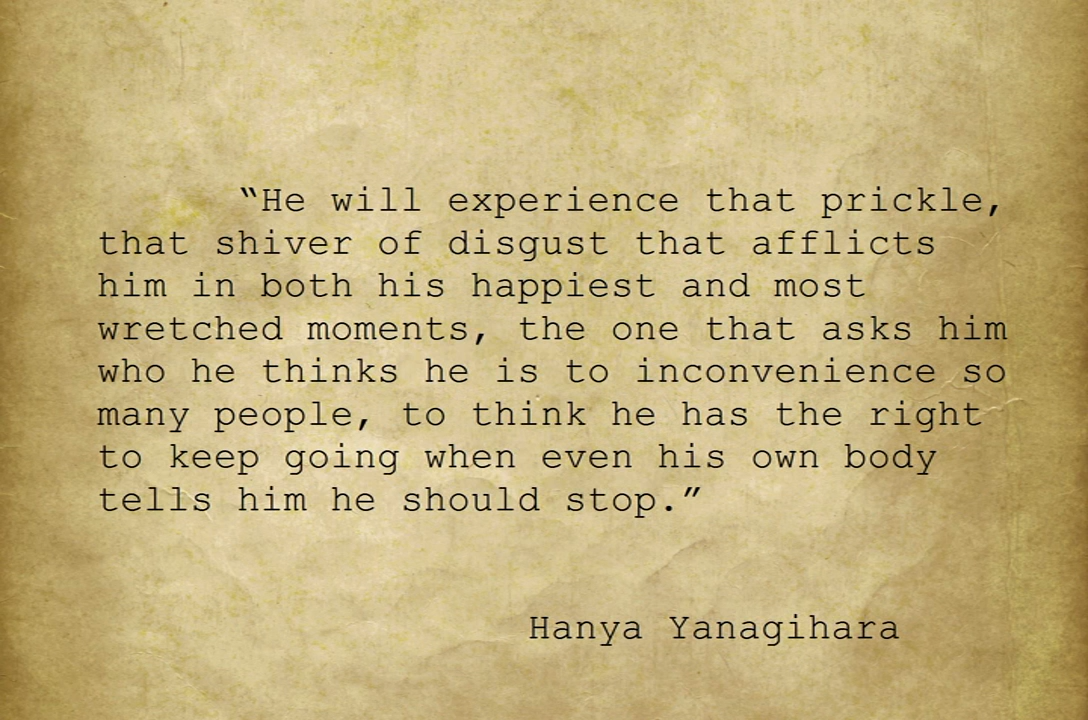 “He will experience that prickle,
that shiver of disgust that afflicts
him in both his happiest and most
wretched moments, the one that asks him
who he thinks he is to inconvenience so
many people, to think he has the right
to keep going when even his own body
tells him he should stop.”
Hanya Yanagihara